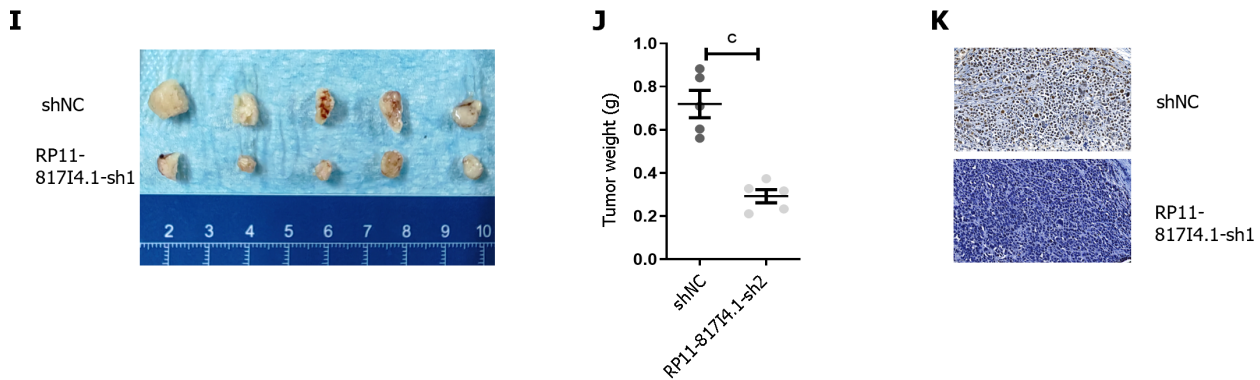 I
shNC
RP11-
817I4.1-sh1
2 3 4 5 6 7 8 9 10
J
1.0
0.8
0.6
0.4
0.2
0.0
Tumor weight (g)
c
shNC
RP11-817I4.1-sh2
K
shNC
RP11-
817I4.1-sh1